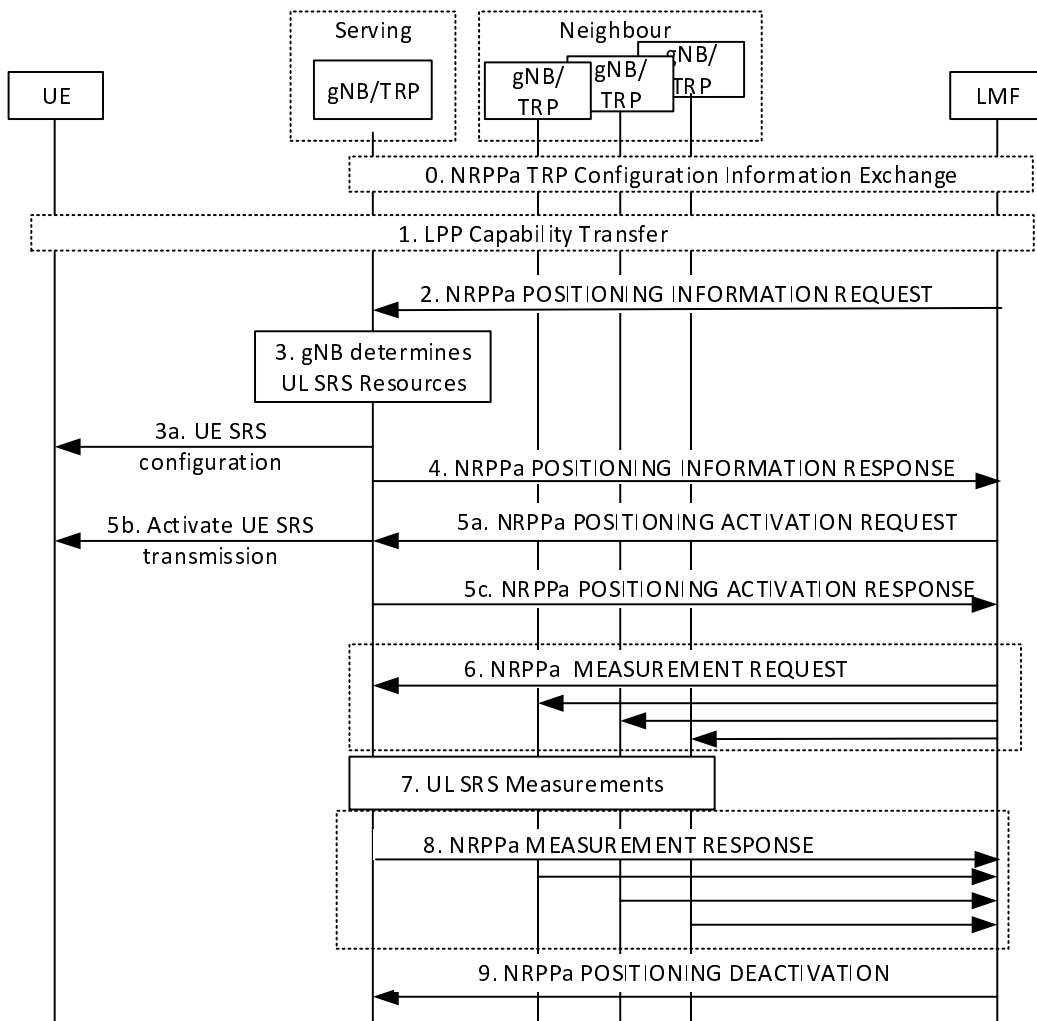 Serving
Neighbour
gNB/
TRP
gNB/
TRP
gNB/
TRP
gNB/TRP
UE
LMF
0. NRPPa TRP Configuration Information Exchange
1. LPP Capability Transfer
2. NRPPa POSITIONING INFORMATION REQUEST
3. gNB determines
UL SRS Resources
3a. UE SRS
configuration
4. NRPPa POSITIONING INFORMATION RESPONSE
5a. NRPPa POSITIONING ACTIVATION REQUEST
5b. Activate UE SRS
transmission
5c. NRPPa POSITIONING ACTIVATION RESPONSE
6. NRPPa MEASUREMENT REQUEST
7. UL SRS Measurements
8. NRPPa MEASUREMENT RESPONSE
9. NRPPa POSITIONING DEACTIVATION